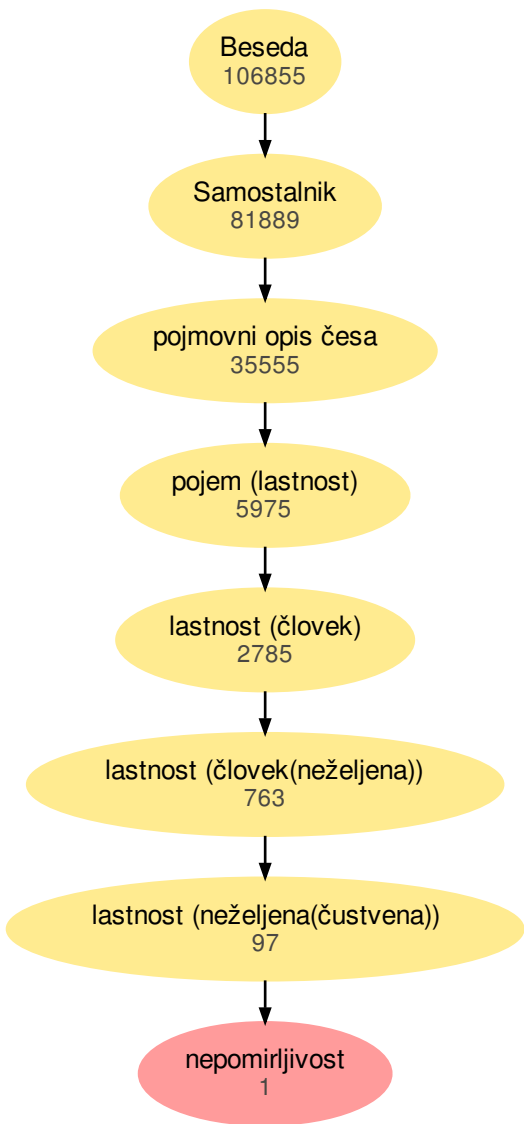 Beseda
106855
Samostalnik
81889
pojmovni opis česa
35555
pojem (lastnost)
5975
lastnost (človek)
2785
lastnost (človek(neželjena))
763
lastnost (neželjena(čustvena))
97
nepomirljivost
1